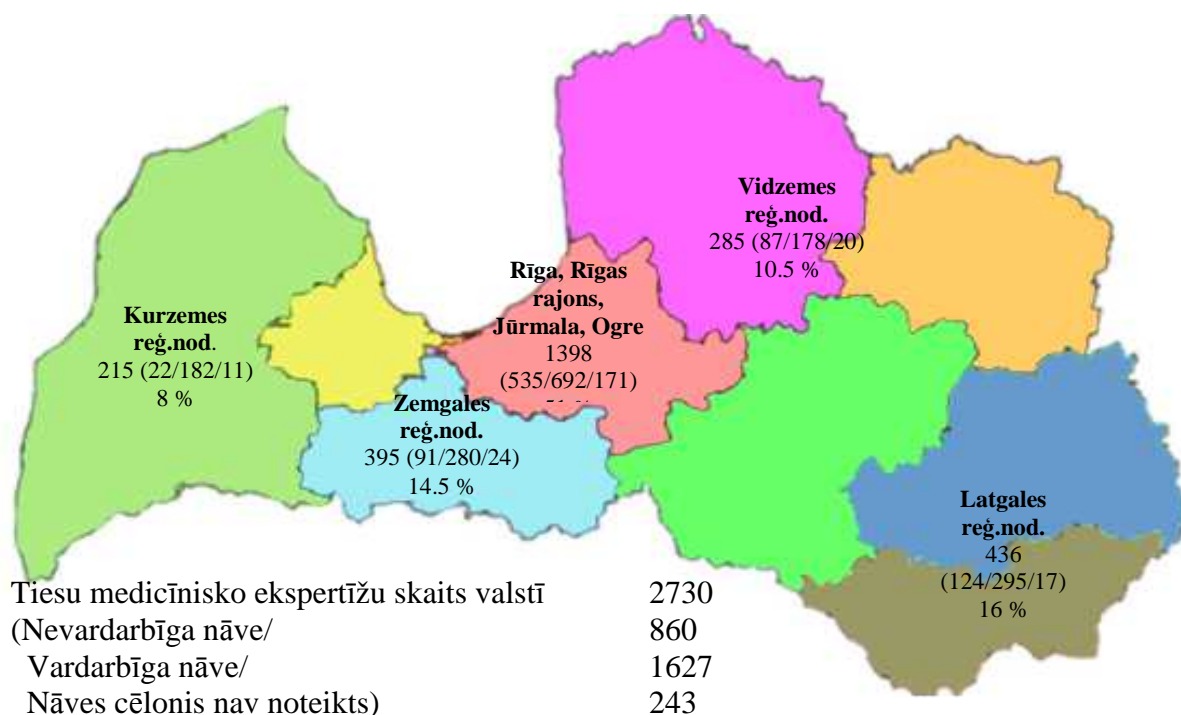 Vidzemes
reģ.nod.
285 (87/178/20)
10.5 %
Rīga, Rīgas
rajons,
Jūrmala, Ogre
1398
(535/692/171)
Kurzemes
reģ.nod.
215 (22/182/11)
8 %
Zemgales
reģ.nod.
395 (91/280/24)
14.5 %
Latgales
reģ.nod.
436
(124/295/17)
16 %
Tiesu medicīnisko ekspertīžu skaits valstī 2730
(Nevardarbīga nāve/ 860
Vardarbīga nāve/ 1627
Nāves cēlonis nav noteikts) 243